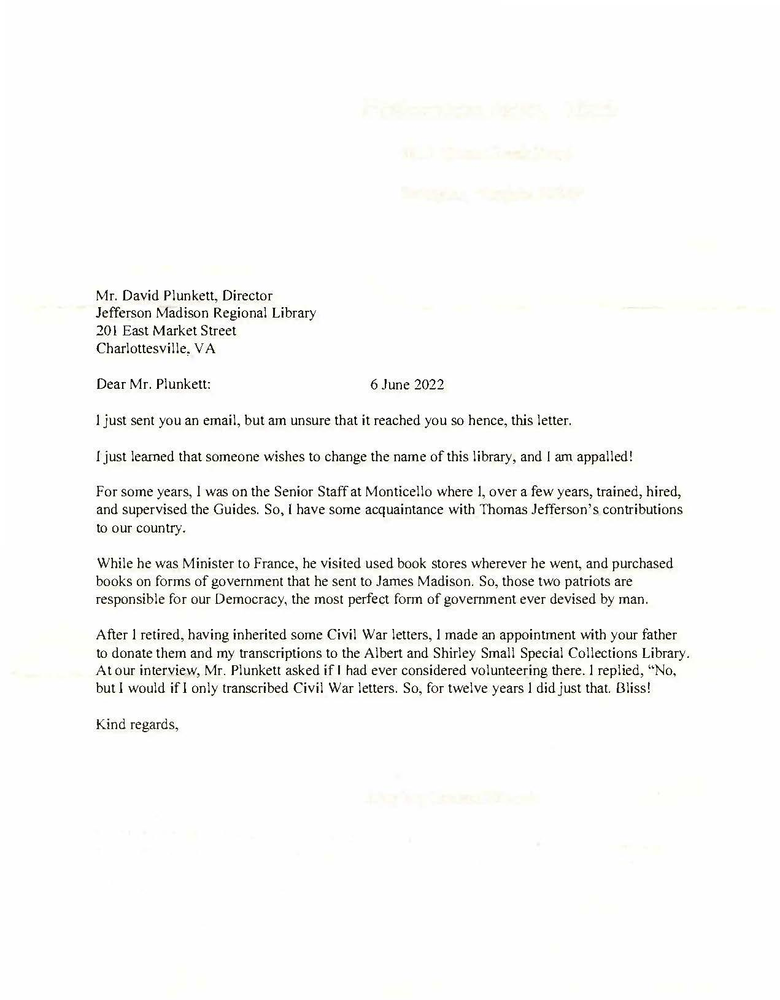 Mr. David Plunkett, Director
Jefferson Madison Regional Library
201 East Market Street
Charlottesville, VA
Dear Mr. Plunkett: 6 June 2022
I just sent you an email, but am unsure that it reached you so hence, this letter.
I just learned that someone wishes to change the name of this library, and I am appalled!
For some years, I was on the Senior Staff at Monticello where I, over a few years, trained, hired,
and supervised the Guides. So, I have some acquaintance with Thomas Jefferson's contributions
to our country.
While he was Minister to France, he visited used book stores wherever he went, and purchased
books on forms of government that he sent to James Madison. So, those two patriots are
responsible for our Democracy, the most perfect form of government ever devised by man.
After I retired, having inherited some Civil War letters, I made an appointment with your father
to donate them and my transcriptions to the Albert and Shirley Small Special Collections Library.
At our interview, Mr. Plunkett asked if I had ever considered volunteering there. I replied, “No,
but I would if I only transcribed Civil War letters. So, for twelve years I did just that. Bliss!
Kind regards,